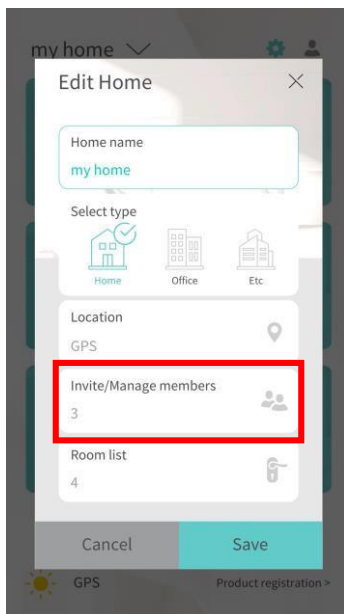 my home
Edit Home
Home name
my home
Select type
Home
Office
Etc
Location
GPS
Invite/Manage members
3
Room list
4
Cancel
Save
GPS
Product registration >